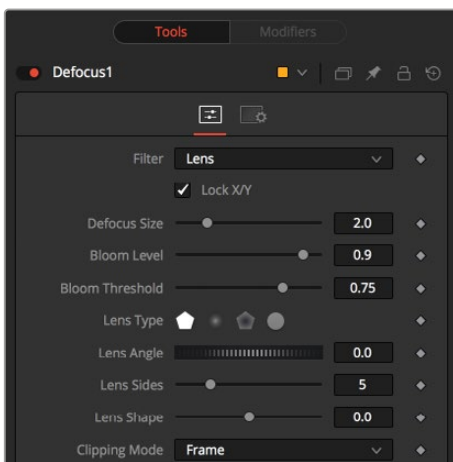 Tools Modifiers
Defocus1
Filter Lens
Lock X/Y
Defocus Size 2.0
Bloom Level 0.9
Bloom Threshold 0.75
Lens Type
Lens Angle 0.0
Lens Sides 5
Lens Shape 0.0
Clipping Mode Frame